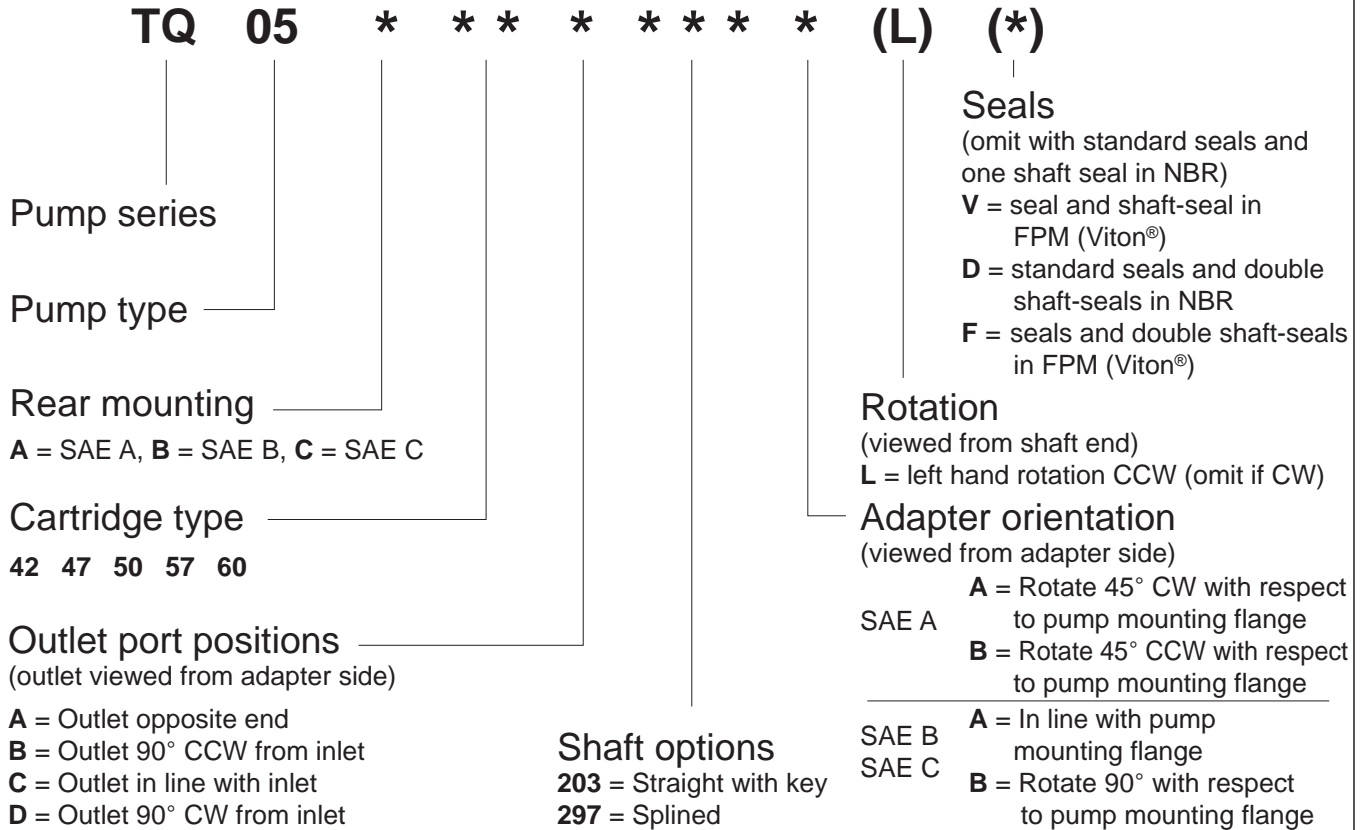 TQ 05 * * * * * * * * (L) (*)
Pump series
Pump type
Rear mounting
A = SAE A, B = SAE B, C = SAE C
Cartridge type
42 47 50 57 60
Outlet port positions
(outlet viewed from adapter side)
A = Outlet opposite end
B = Outlet 90° CCW from inlet
C = Outlet in line with inlet
D = Outlet 90° CW from inlet
Shaft options
203 = Straight with key
297 = Splined
Seals
(omit with standard seals and
one shaft seal in NBR)
V = seal and shaft-seal in
FPM (Viton®)
D = standard seals and double
shaft-seals in NBR
F = seals and double shaft-seals
in FPM (Viton®)
Rotation
(viewed from shaft end)
L = left hand rotation CCW (omit if CW)
Adapter orientation
(viewed from adapter side)
SAE A
A = Rotate 45° CW with respect
to pump mounting flange
B = Rotate 45° CCW with respect
to pump mounting flange
SAE B
SAE C
A = In line with pump
mounting flange
B = Rotate 90° with respect
to pump mounting flange